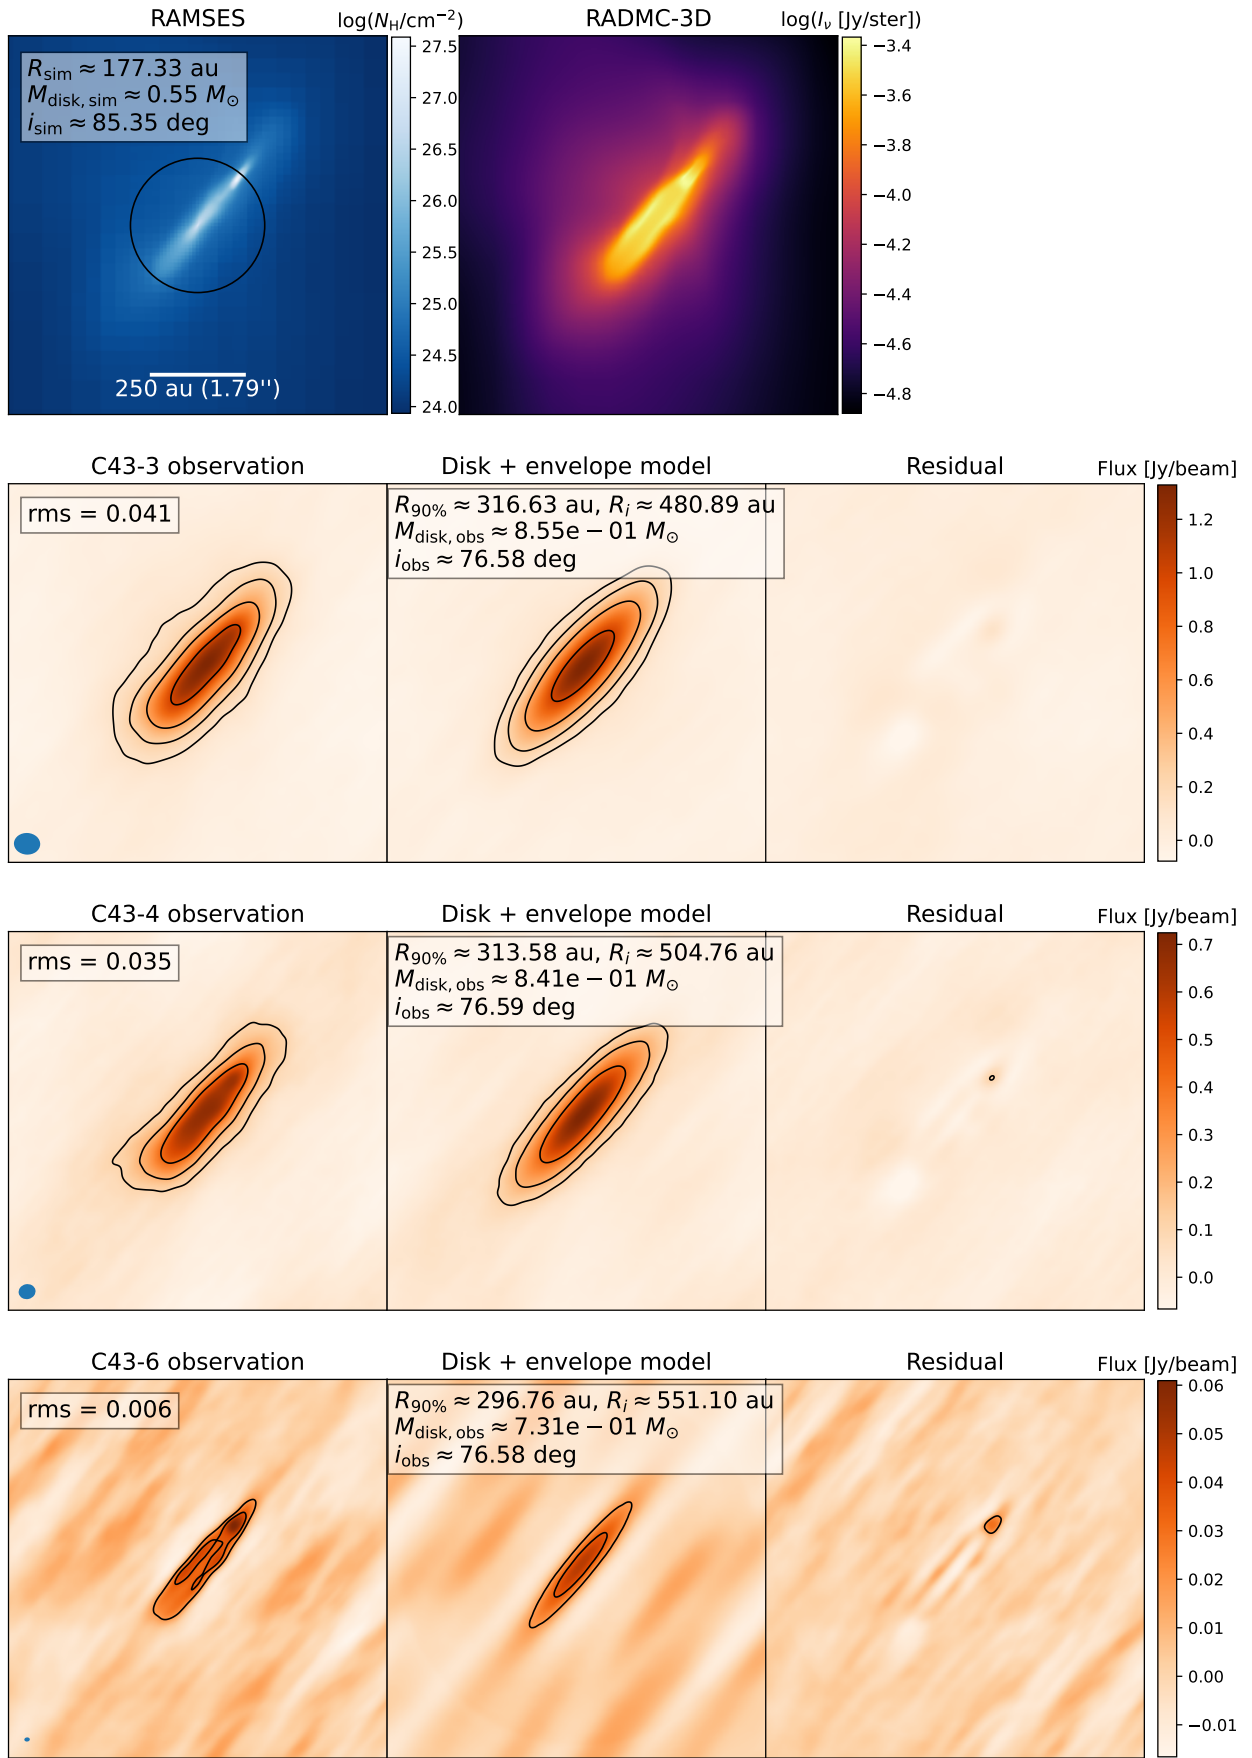 RAMSES
log(N_H/cm⁻²)
RADMC-3D
log(I_ν [Jy/ster])
R_sim ≈ 177.33 au
M_disk, sim ≈ 0.55 M_⊙
i_sim ≈ 85.35 deg
250 au (1.79'')
27.5
27.0
26.5
26.0
25.5
25.0
24.5
24.0
−3.4
−3.6
−3.8
−4.0
−4.2
−4.4
−4.6
−4.8
C43-3 observation
Disk + envelope model
Residual
Flux [Jy/beam]
rms = 0.041
R_90% ≈ 316.63 au, R_i ≈ 480.89 au
M_disk, obs ≈ 8.55e − 01 M_⊙
i_obs ≈ 76.58 deg
1.2
1.0
0.8
0.6
0.4
0.2
0.0
C43-4 observation
Disk + envelope model
Residual
Flux [Jy/beam]
rms = 0.035
R_90% ≈ 313.58 au, R_i ≈ 504.76 au
M_disk, obs ≈ 8.41e − 01 M_⊙
i_obs ≈ 76.59 deg
0.7
0.6
0.5
0.4
0.3
0.2
0.1
0.0
C43-6 observation
Disk + envelope model
Residual
Flux [Jy/beam]
rms = 0.006
R_90% ≈ 296.76 au, R_i ≈ 551.10 au
M_disk, obs ≈ 7.31e − 01 M_⊙
i_obs ≈ 76.58 deg
0.06
0.05
0.04
0.03
0.02
0.01
0.00
−0.01